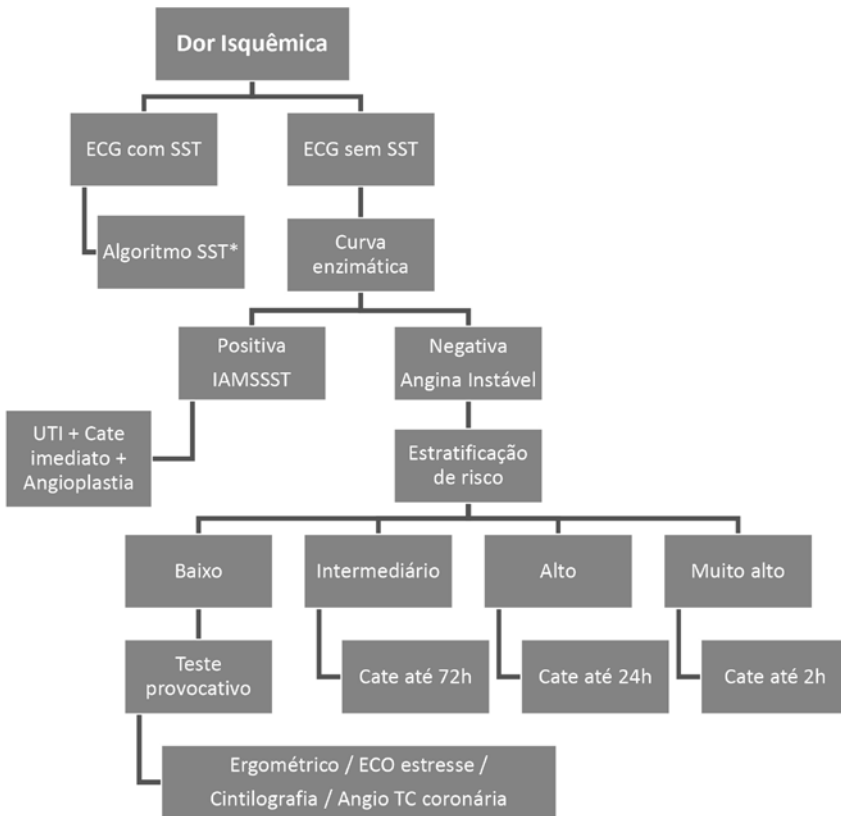 Dor Isquêmica
ECG com SST
ECG sem SST
Algoritmo SST*
Curva
enzimática
Positiva
IAMSSST
Negativa
Angina Instável
UTI + Cate
imediato +
Angioplastia
Estratificação
de risco
Baixo
Intermediário
Alto
Muito alto
Teste
provocativo
Cate até 72h
Cate até 24h
Cate até 2h
Ergométrico / ECO estresse /
Cintilografia / Angio TC coronária